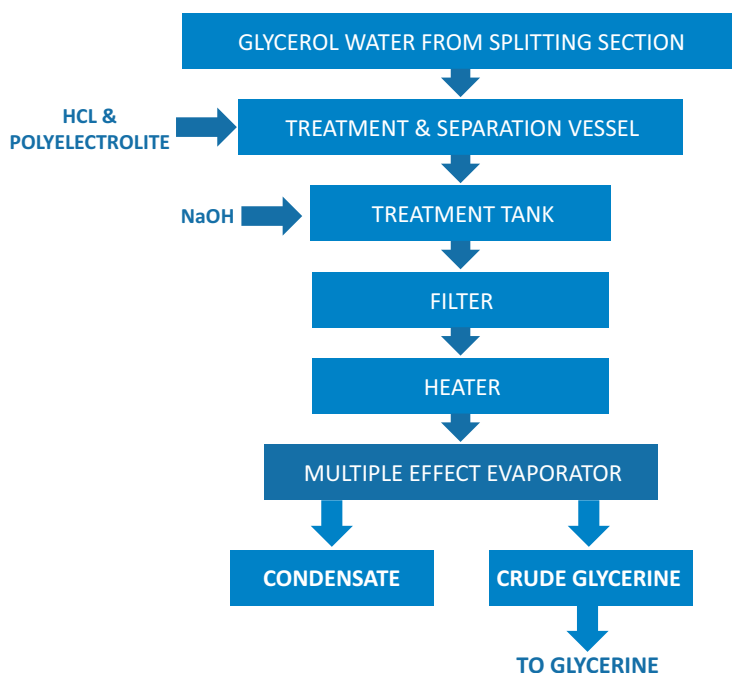 GLYCEROL WATER FROM SPLITTING SECTION
HCL &
POLYELECTROLITE
TREATMENT & SEPARATION VESSEL
NaOH
TREATMENT TANK
FILTER
HEATER
MULTIPLE EFFECT EVAPORATOR
CONDENSATE
CRUDE GLYCERINE
TO GLYCERINE